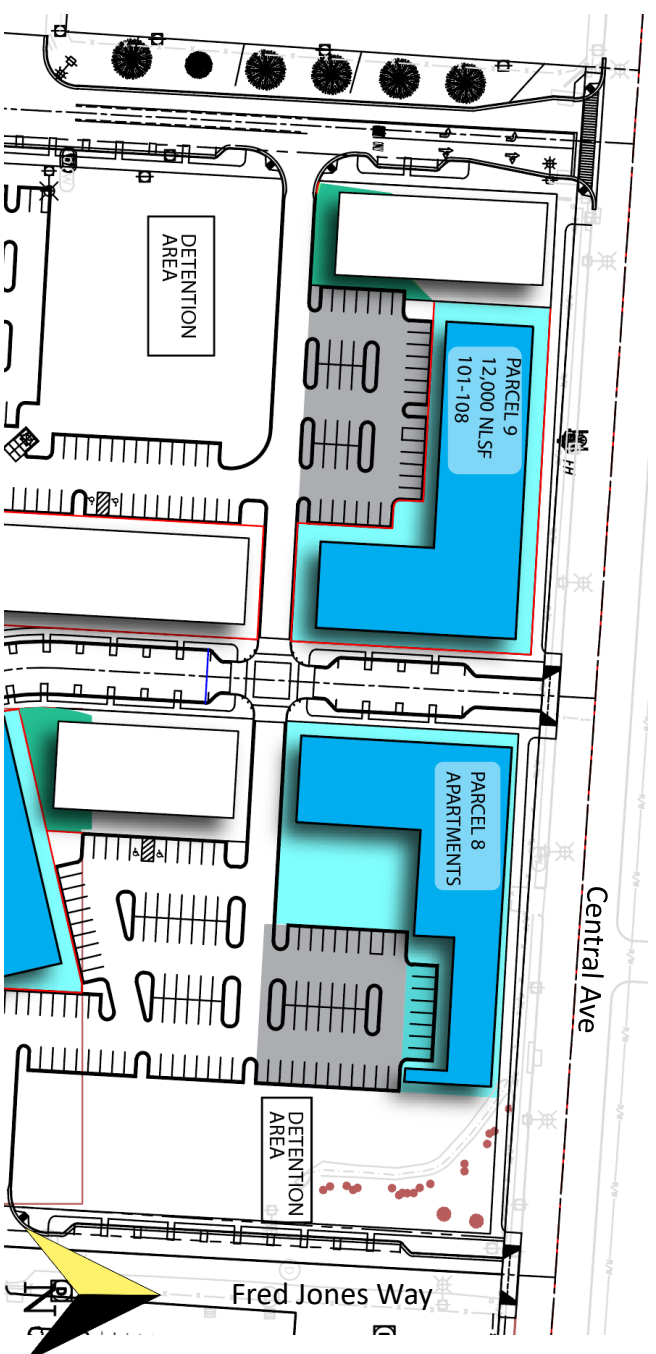 DETENTION
AREA
PARCEL 9
12,000 NLSF
101-108
PARCEL 8
APARTMENTS
Central Ave
DETENTION
AREA
Fred Jones Way
N